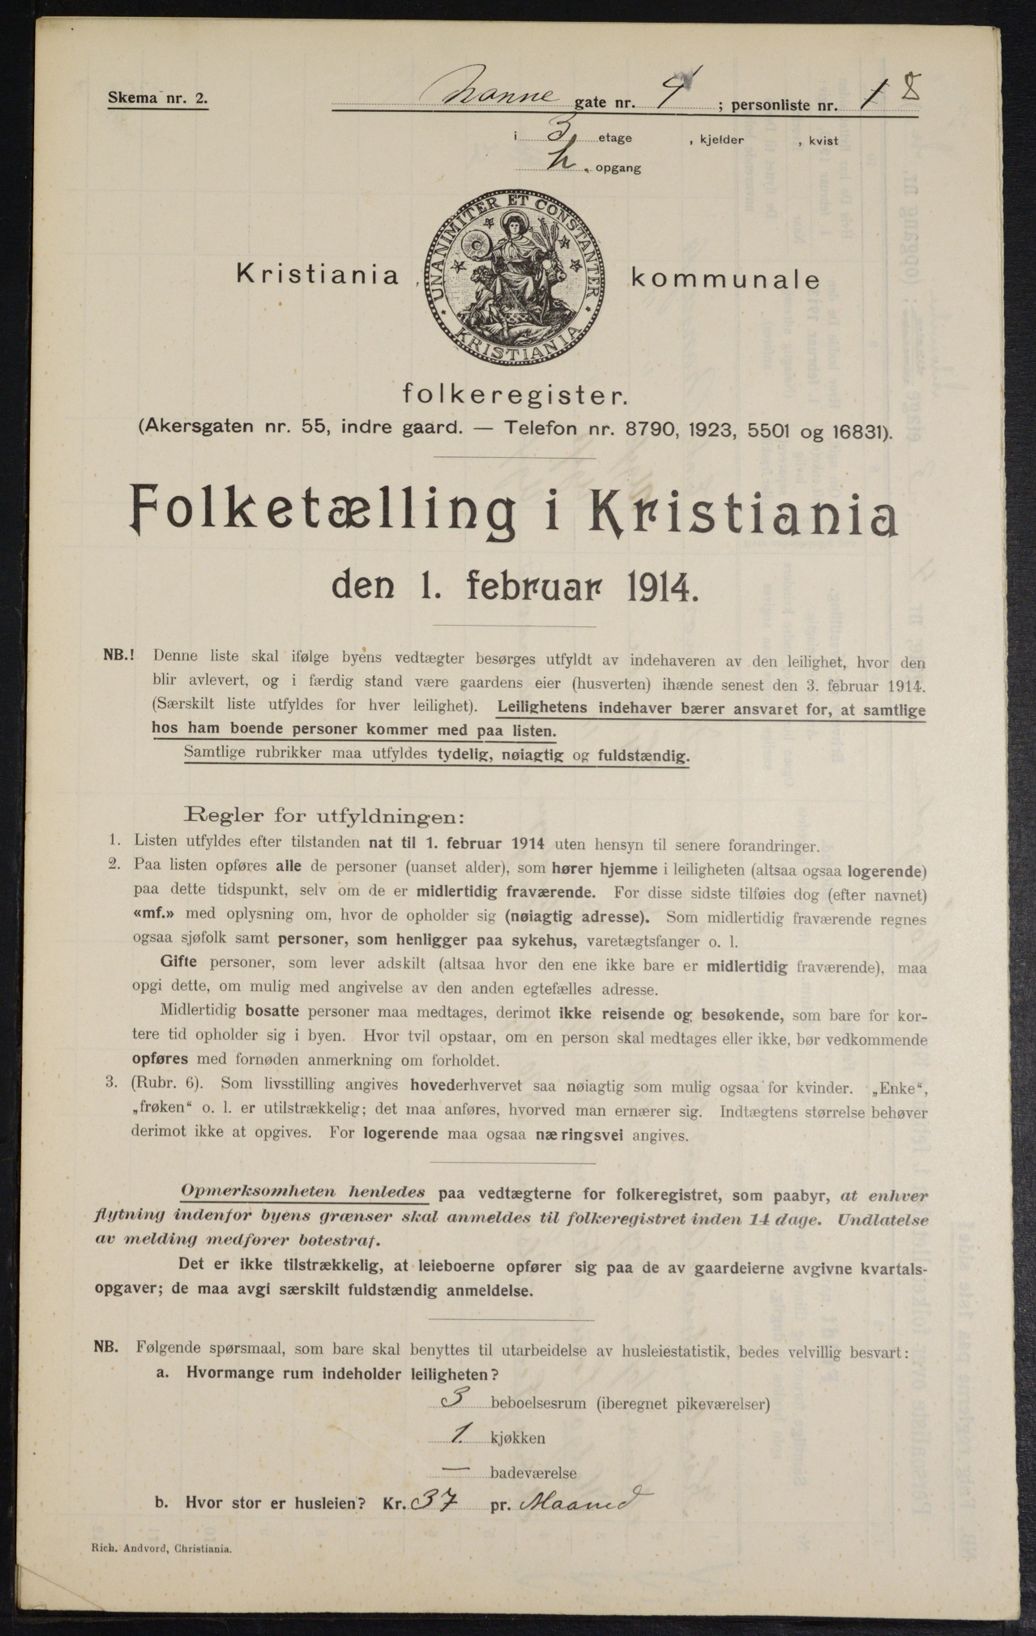 Skema nr. 2.
Nonne gate nr. 4 ; personliste nr. 1 8
i 3 etage , kjelder , kvist
h. opgang
UNANIMITER ET CONSTANTER
KRISTIANIA
Kristiania kommunale
folkeregister.
(Akersgaten nr. 55, indre gaard. — Telefon nr. 8790, 1923, 5501 og 16831).
Folketælling i Kristiania
den 1. februar 1914.
NB.! Denne liste skal ifølge byens vedtægter besørges utfyldt av indehaveren av den leilighet, hvor den
blir avlevert, og i færdig stand være gaardens eier (husverten) ihænde senest den 3. februar 1914.
(Særskilt liste utfyldes for hver leilighet). Leilighetens indehaver bærer ansvaret for, at samtlige
hos ham boende personer kommer med paa listen.
Samtlige rubrikker maa utfyldes tydelig, nøiagtig og fuldstændig.
Regler for utfyldningen:
1. Listen utfyldes efter tilstanden nat til 1. februar 1914 uten hensyn til senere forandringer.
2. Paa listen opføres alle de personer (uanset alder), som hører hjemme i leiligheten (altsaa ogsaa logerende)
paa dette tidspunkt, selv om de er midlertidig fraværende. For disse sidste tilføies dog (efter navnet)
«mf.» med oplysning om, hvor de opholder sig (nøiagtig adresse). Som midlertidig fraværende regnes
ogsaa sjøfolk samt personer, som henligger paa sykehus, varetægtsfanger o. l.
Gifte personer, som lever adskilt (altsaa hvor den ene ikke bare er midlertidig fraværende), maa
opgi dette, om mulig med angivelse av den anden egtefælles adresse.
Midlertidig bosatte personer maa medtages, derimot ikke reisende og besøkende, som bare for kor-
tere tid opholder sig i byen. Hvor tvil opstaar, om en person skal medtages eller ikke, bør vedkommende
opføres med fornøden anmerkning om forholdet.
3. (Rubr. 6). Som livsstilling angives hovederhvervet saa nøiagtig som mulig ogsaa for kvinder. „Enke“,
„frøken“ o. l. er utilstrækkelig; det maa anføres, hvorved man ernærer sig. Indtægtens størrelse behøver
derimot ikke at opgives. For logerende maa ogsaa næringsvei angives.
Opmerksomheten henledes paa vedtægterne for folkeregistret, som paabyr, at enhver
flytning indenfor byens grænser skal anmeldes til folkeregistret inden 14 dage. Undlatelse
av melding medfører botestraf.
Det er ikke tilstrækkelig, at leieboerne opfører sig paa de av gaardeierne avgivne kvartals-
opgaver; de maa avgi særskilt fuldstændig anmeldelse.
NB. Følgende spørsmaal, som bare skal benyttes til utarbeidelse av husleiestatistik, bedes velvillig besvart:
a. Hvormange rum indeholder leiligheten?
3 beboelsesrum (iberegnet pikeværelser)
1. kjøkken
— badeværelse
b. Hvor stor er husleien? Kr. 37 pr. Maaned
Rich. Andvord, Christiania.